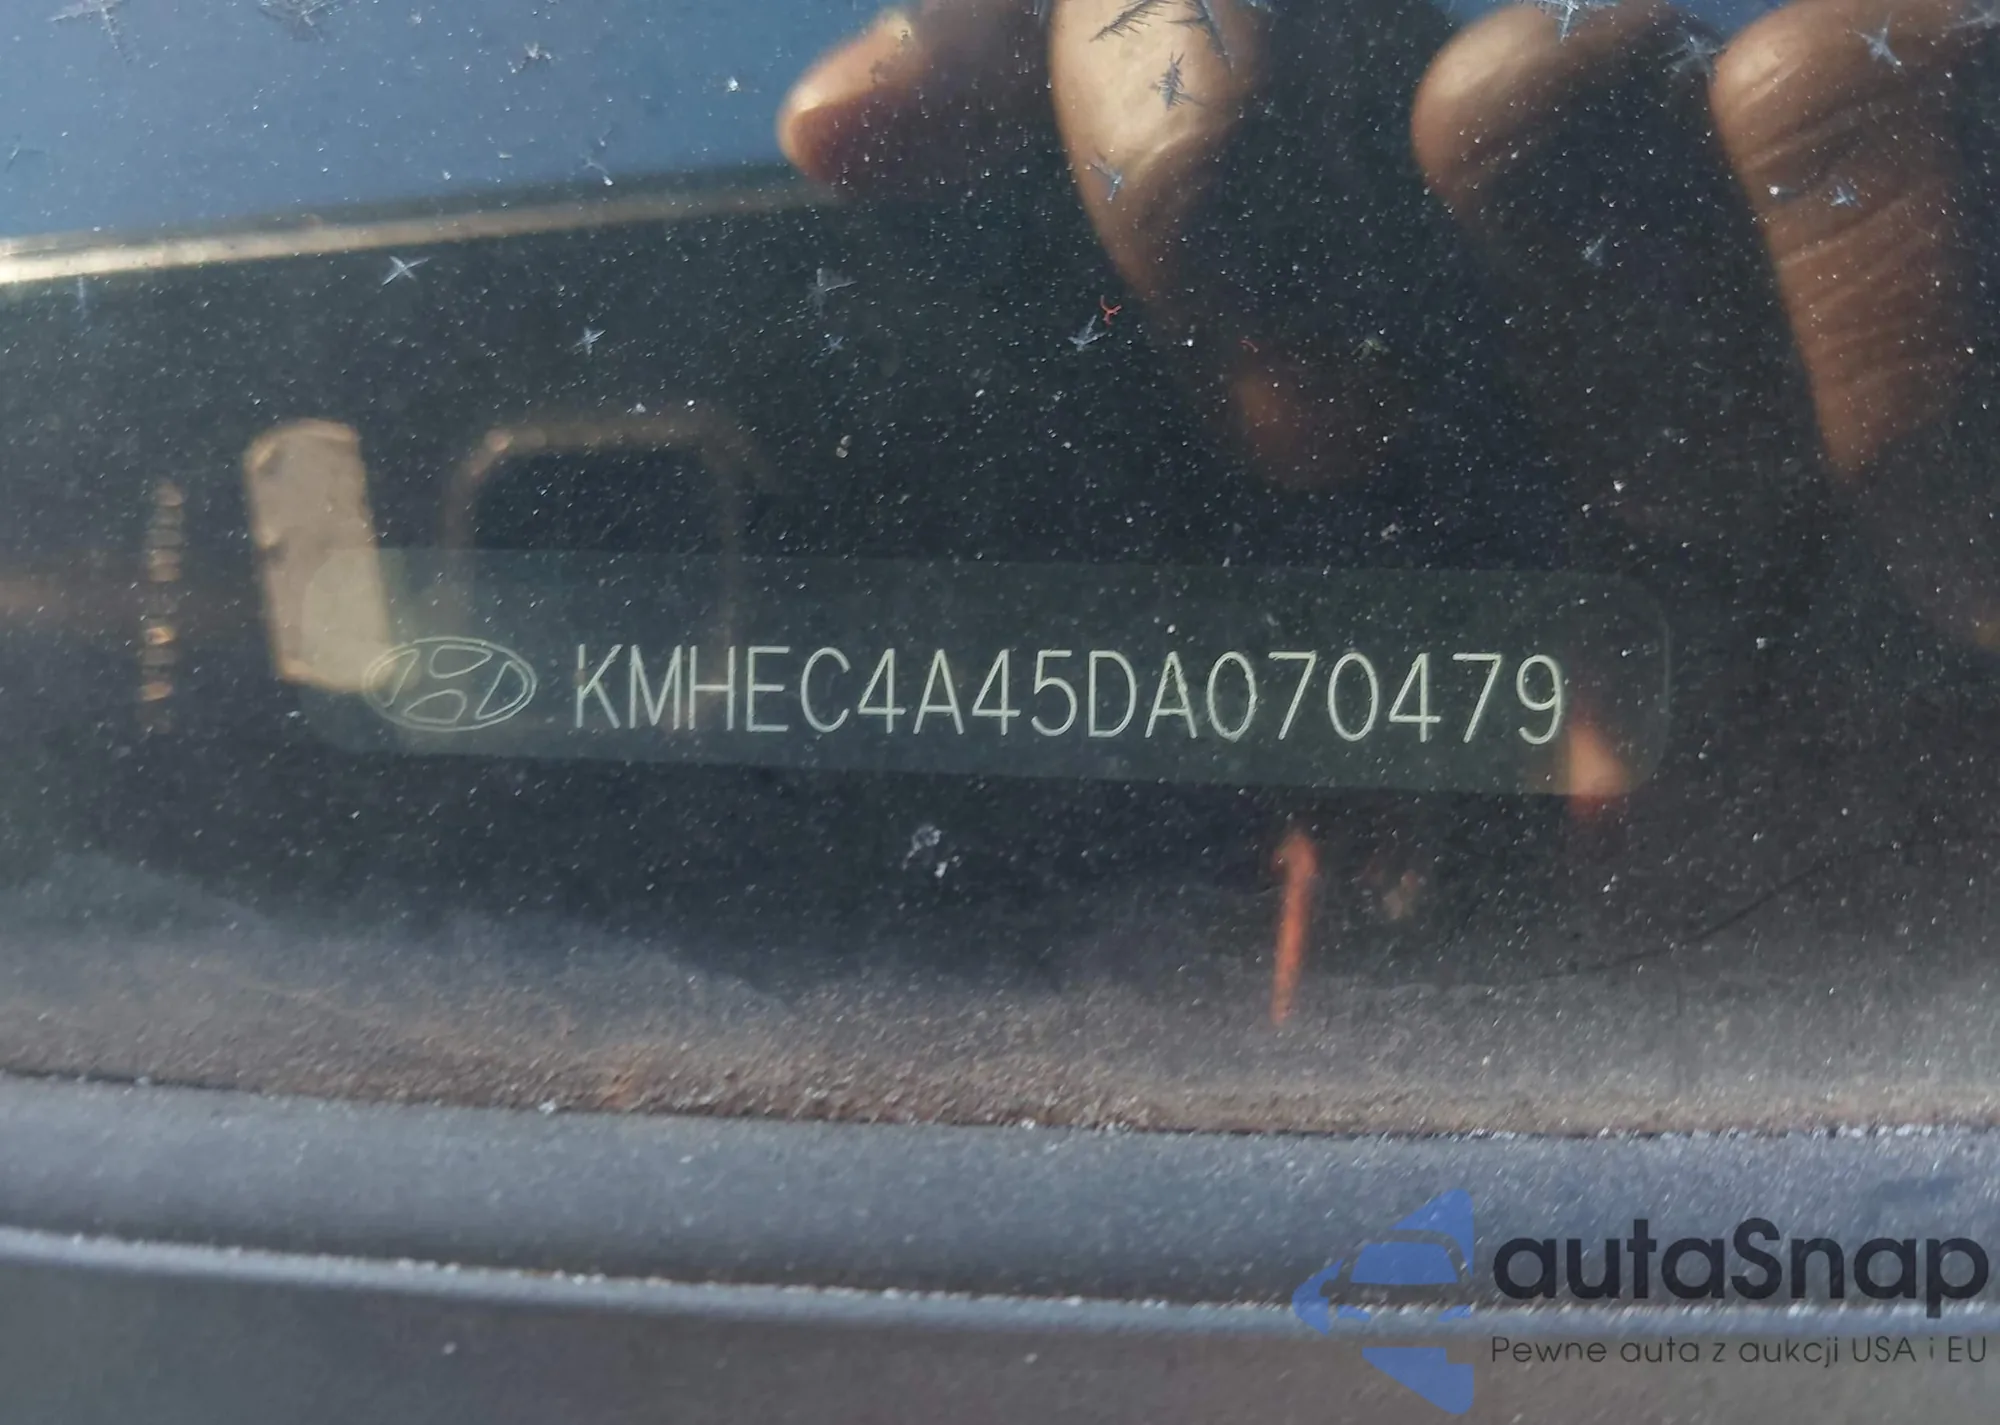 KMHEC4A45DA070479
autaSnap
Pewne auta z aukcji USA i EU